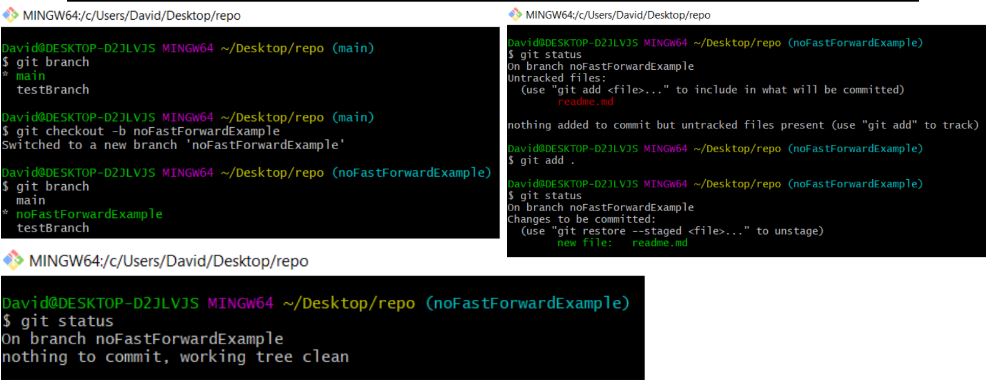 MINGW64:/c/Users/David/Desktop/repo
David@DESKTOP-D2JLVJS MINGW64 ~/Desktop/repo (main)
$ git branch
* main
  testBranch
David@DESKTOP-D2JLVJS MINGW64 ~/Desktop/repo (main)
$ git checkout -b noFastForwardExample
Switched to a new branch 'noFastForwardExample'
David@DESKTOP-D2JLVJS MINGW64 ~/Desktop/repo (noFastForwardExample)
$ git branch
  main
* noFastForwardExample
  testBranch
MINGW64:/c/Users/David/Desktop/repo
David@DESKTOP-D2JLVJS MINGW64 ~/Desktop/repo (noFastForwardExample)
$ git status
On branch noFastForwardExample
Untracked files:
  (use "git add <file>..." to include in what will be committed)
        readme.md
nothing added to commit but untracked files present (use "git add" to track)
David@DESKTOP-D2JLVJS MINGW64 ~/Desktop/repo (noFastForwardExample)
$ git add .
David@DESKTOP-D2JLVJS MINGW64 ~/Desktop/repo (noFastForwardExample)
$ git status
On branch noFastForwardExample
Changes to be committed:
  (use "git restore --staged <file>..." to unstage)
        new file:   readme.md
MINGW64:/c/Users/David/Desktop/repo
David@DESKTOP-D2JLVJS MINGW64 ~/Desktop/repo (noFastForwardExample)
$ git status
On branch noFastForwardExample
nothing to commit, working tree clean